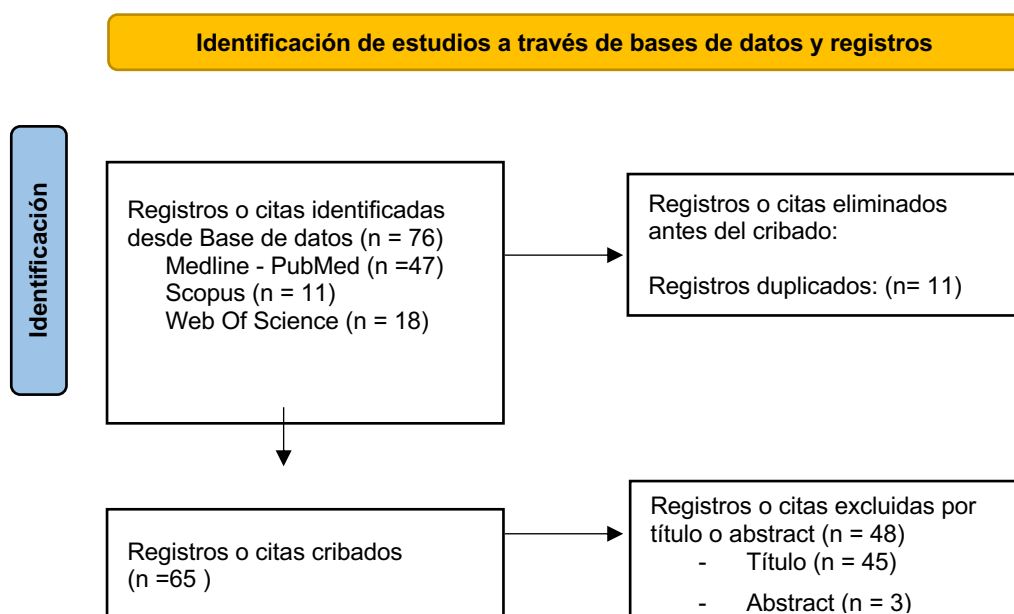 Identificación de estudios a través de bases de datos y registros
Identificación
Registros o citas identificadas
desde Base de datos (n = 76)
Medline - PubMed (n =47)
Scopus (n = 11)
Web Of Science (n = 18)
Registros o citas eliminados
antes del cribado:
Registros duplicados: (n= 11)
Registros o citas cribados
(n =65 )
Registros o citas excluidas por
título o abstract (n = 48)
- Título (n = 45)
- Abstract (n = 3)